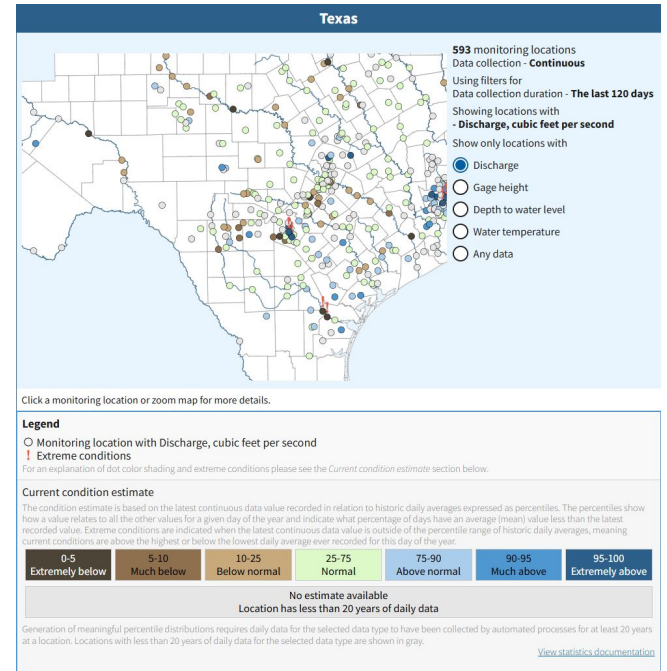 Texas
593 monitoring locations
Data collection - Continuous
Using filters for
Data collection duration - The last 120 days
Showing locations with
- Discharge, cubic feet per second
Show only locations with
Discharge
Gage height
Depth to water level
Water temperature
Any data
Click a monitoring location or zoom map for more details.
Legend
Monitoring location with Discharge, cubic feet per second
! Extreme conditions
For an explanation of dot color shading and extreme conditions please see the Current condition estimate section below.
Current condition estimate
The condition estimate is based on the latest continuous data value recorded in relation to historic daily averages expressed as percentiles. The percentiles show
how a value relates to all the other values for a given day of the year and indicate what percentage of days have an average (mean) value less than the latest
recorded value. Extreme conditions are indicated when the latest continuous data value is outside of the percentile range of historic daily averages, meaning
current conditions are above the highest or below the lowest daily average ever recorded for this day of the year.
0-5 5-10 10-25 25-75 75-90 90-95 95-100
Extremely below Much below Below normal Normal Above normal Much above Extremely above
No estimate available
Location has less than 20 years of daily data
Generation of meaningful percentile distributions requires daily data for the selected data type to have been collected by automated processes for at least 20 years
at a location. Locations with less than 20 years of daily data for the selected data type are shown in gray.
View statistics documentation